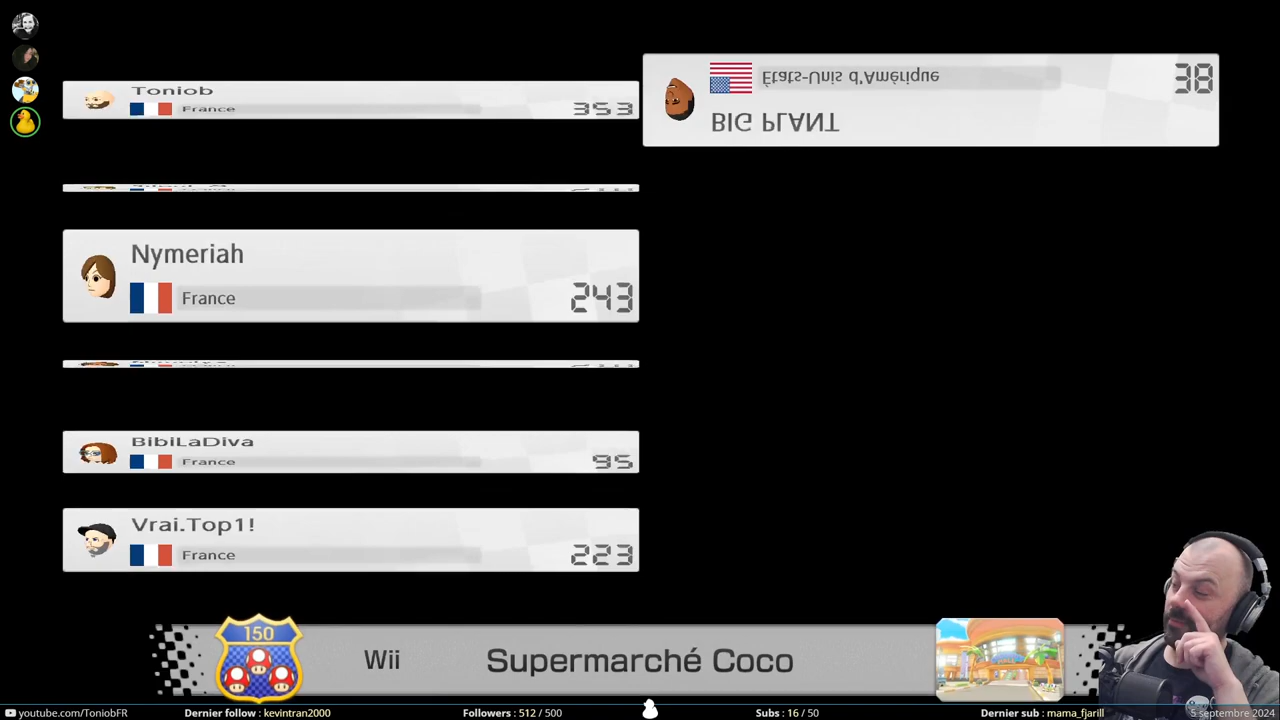 Toniob
France
353
Nymeriah
France
243
BibiLaDiva
France
95
Vrai.Top1!
France
223
États-Unis d'Amérique
38
BIG PLANT
150
Wii
Supermarché Coco
youtube.com/ToniobFR
Dernier follow : kevintran2000
Followers : 512 / 500
Subs : 16 / 50
Dernier sub : mama_fjarill
5 septembre 2024